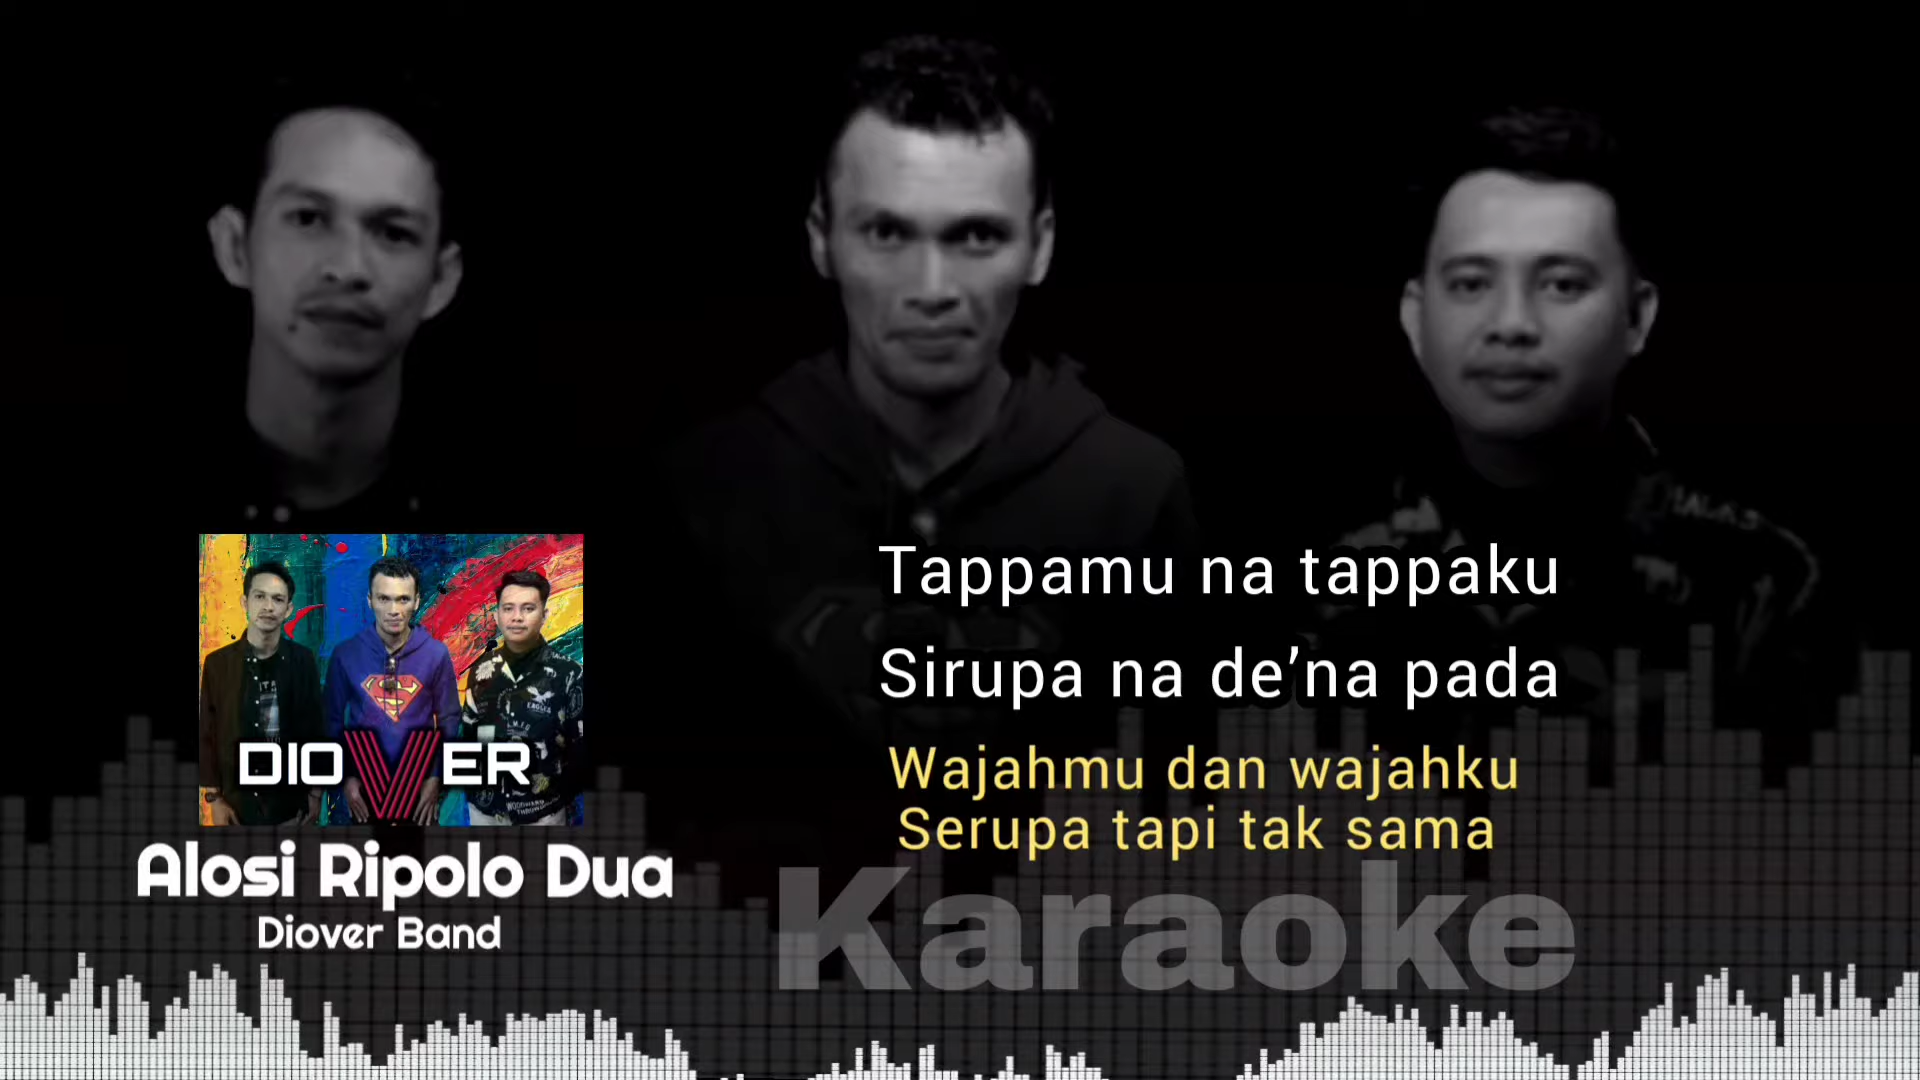 Tappamu na tappaku
Sirupa na de’na pada
Wajahmu dan wajahku
Serupa tapi tak sama
DIOVER
Alosi Ripolo Dua
Diover Band
Karaoke